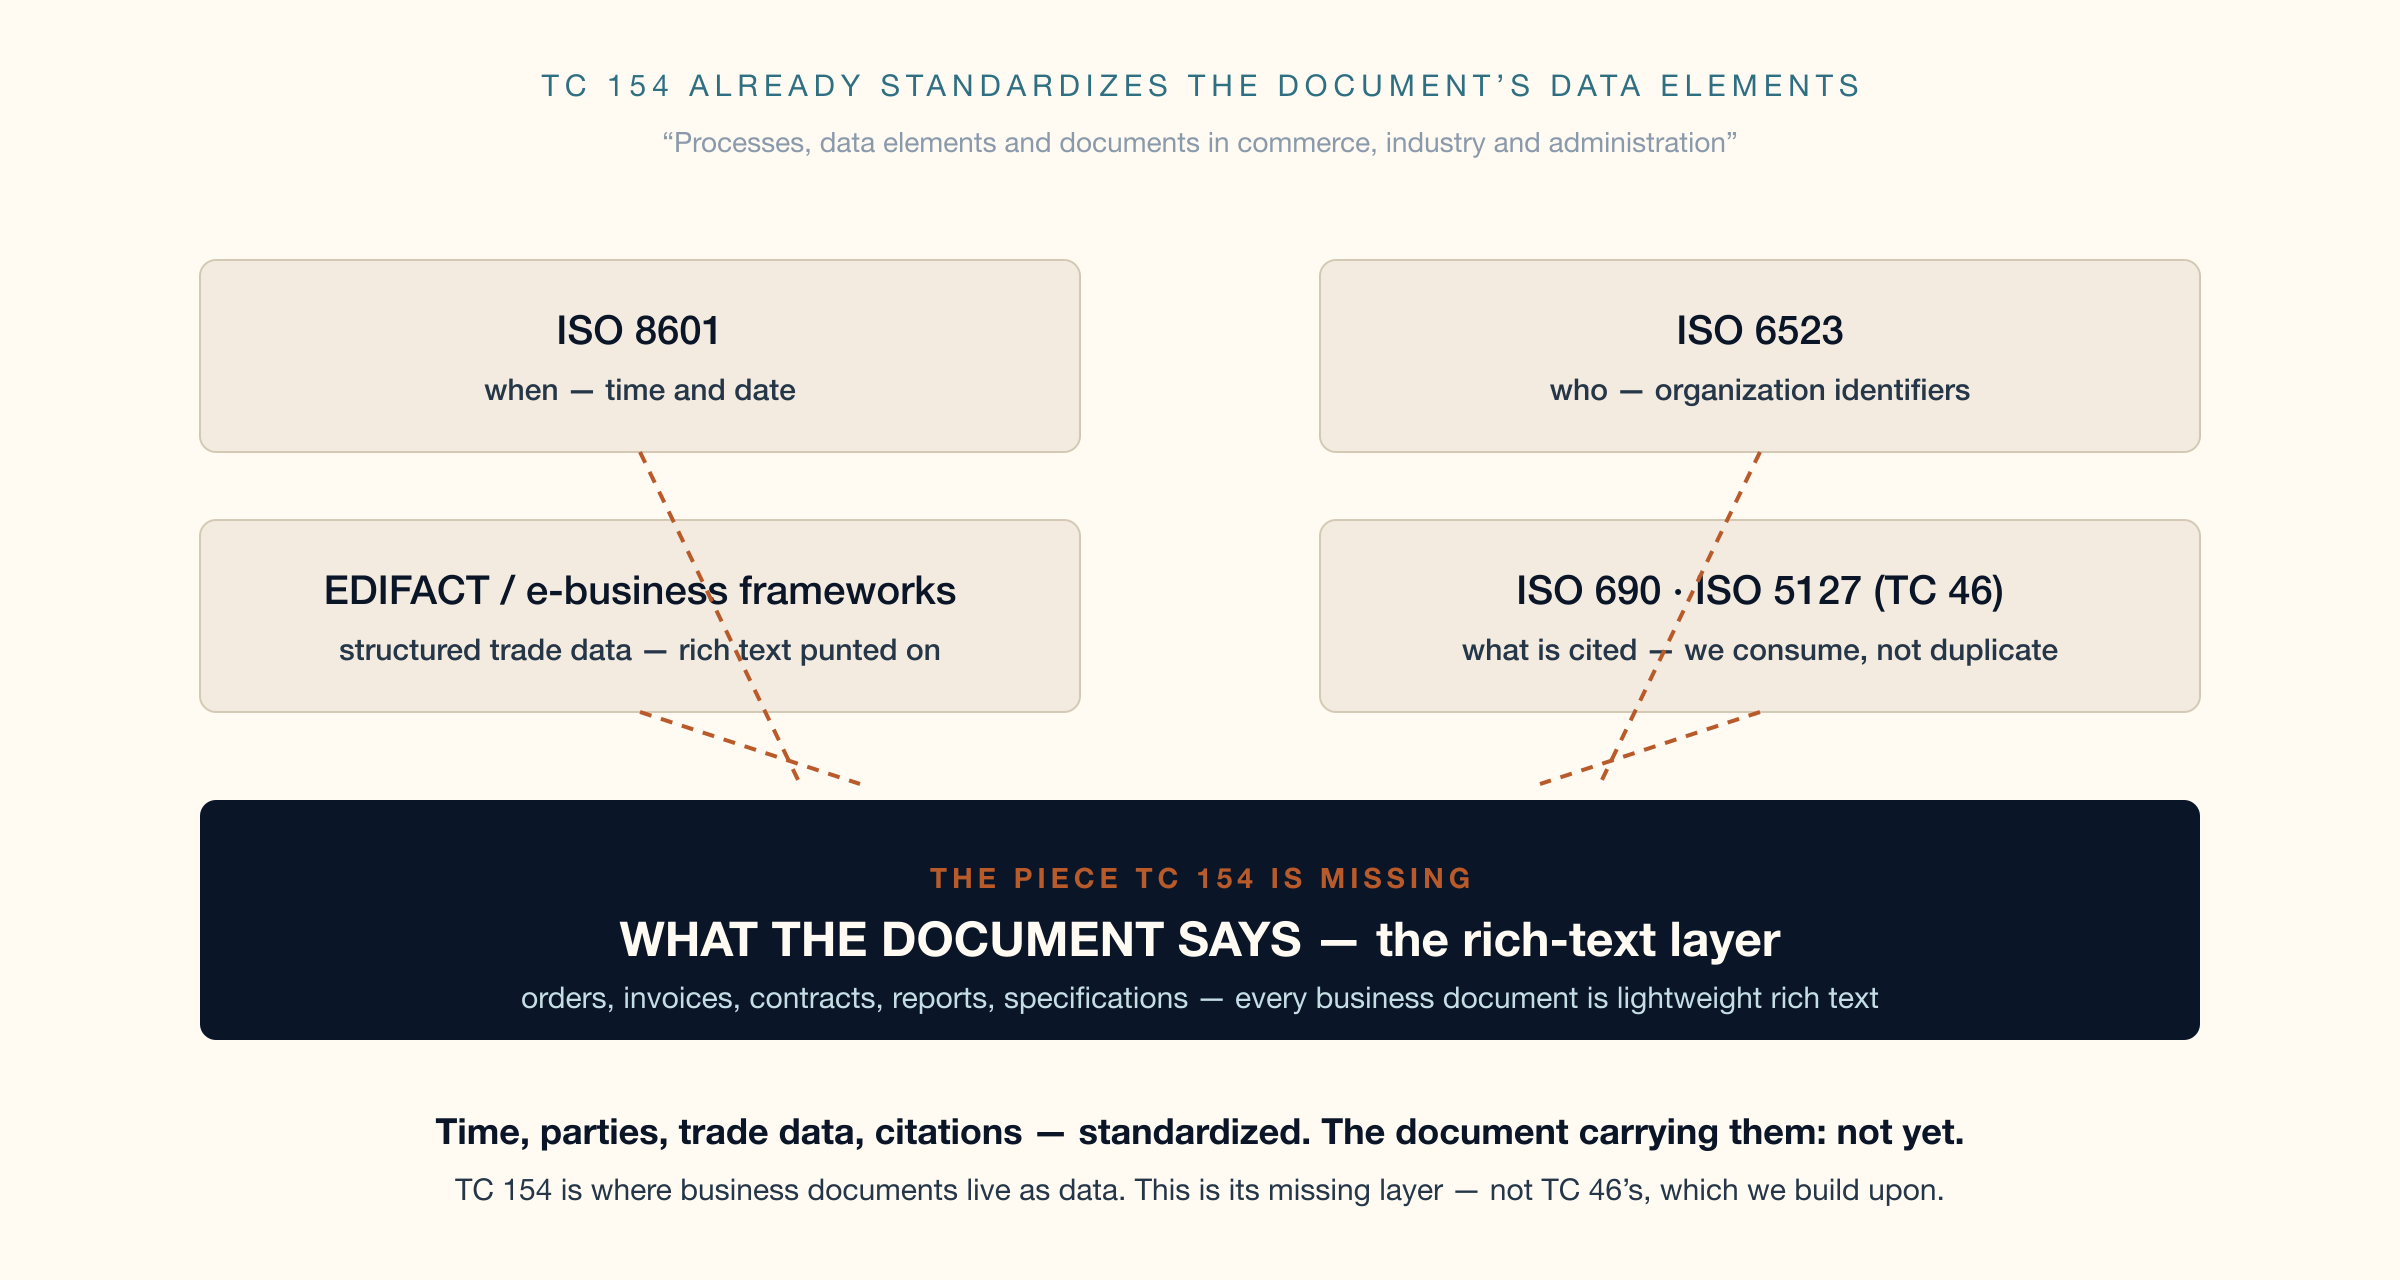 TC 154 ALREADY STANDARDIZES THE DOCUMENT’S DATA ELEMENTS
“Processes, data elements and documents in commerce, industry and administration”
ISO 8601
when — time and date
ISO 6523
who — organization identifiers
EDIFACT / e-business frameworks
structured trade data — rich text punted on
ISO 690 · ISO 5127 (TC 46)
what is cited — we consume, not duplicate
THE PIECE TC 154 IS MISSING
WHAT THE DOCUMENT SAYS — the rich-text layer
orders, invoices, contracts, reports, specifications — every business document is lightweight rich text
Time, parties, trade data, citations — standardized. The document carrying them: not yet.
TC 154 is where business documents live as data. This is its missing layer — not TC 46’s, which we build upon.